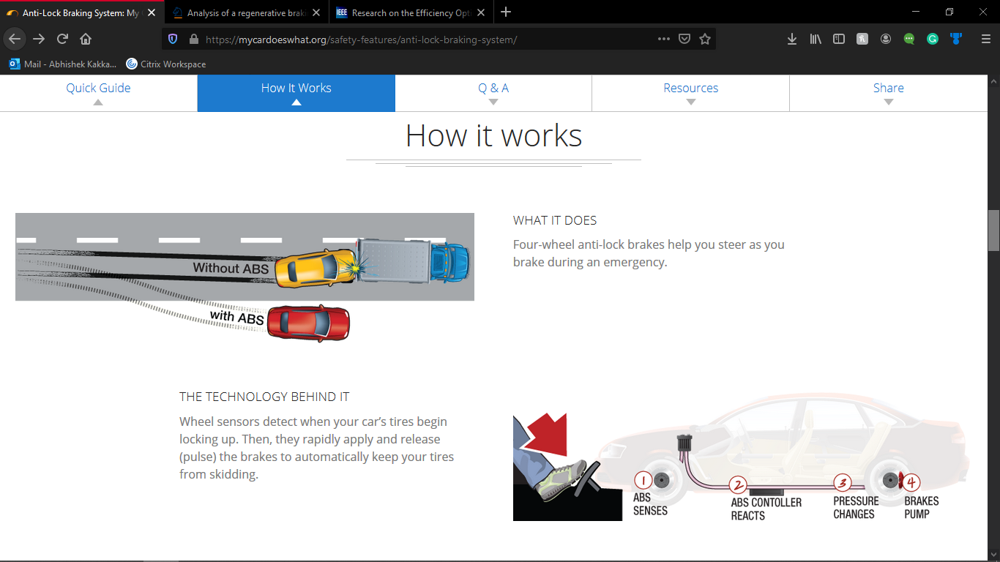 Anti-Lock Braking System: My C
Analysis of a regenerative braki
IEEE
Research on the Efficiency Opti
https://mycardoeswhat.org/safety-features/anti-lock-braking-system/
Mail - Abhishek Kakka...
Citrix Workspace
Quick Guide
How It Works
Q & A
Resources
Share
How it works
Without ABS
with ABS
WHAT IT DOES
Four-wheel anti-lock brakes help you steer as you
brake during an emergency.
THE TECHNOLOGY BEHIND IT
Wheel sensors detect when your car's tires begin
locking up. Then, they rapidly apply and release
(pulse) the brakes to automatically keep your tires
from skidding.
1
ABS
SENSES
2
ABS CONTOLLER
REACTS
3
PRESSURE
CHANGES
4
BRAKES
PUMP